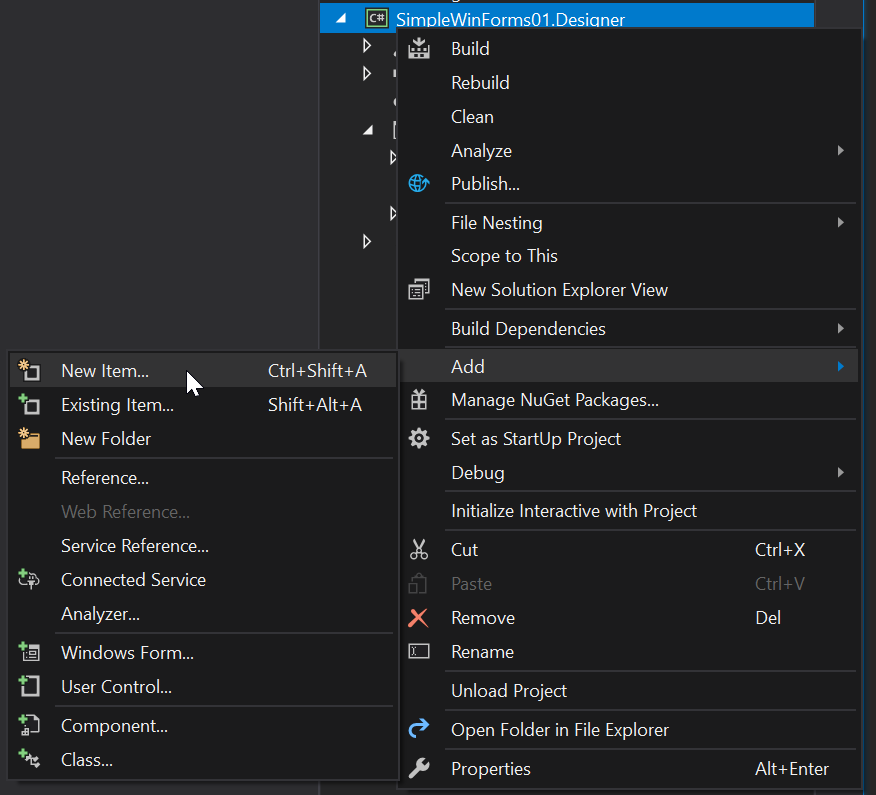 C# SimpleWinForms01.Designer
Build
Rebuild
Clean
Analyze
Publish...
File Nesting
Scope to This
New Solution Explorer View
Build Dependencies
Add
Manage NuGet Packages...
Set as StartUp Project
Debug
Initialize Interactive with Project
Cut Ctrl+X
Paste Ctrl+V
Remove Del
Rename
Unload Project
Open Folder in File Explorer
Properties Alt+Enter
New Item... Ctrl+Shift+A
Existing Item... Shift+Alt+A
New Folder
Reference...
Web Reference...
Service Reference...
Connected Service
Analyzer...
Windows Form...
User Control...
Component...
Class...